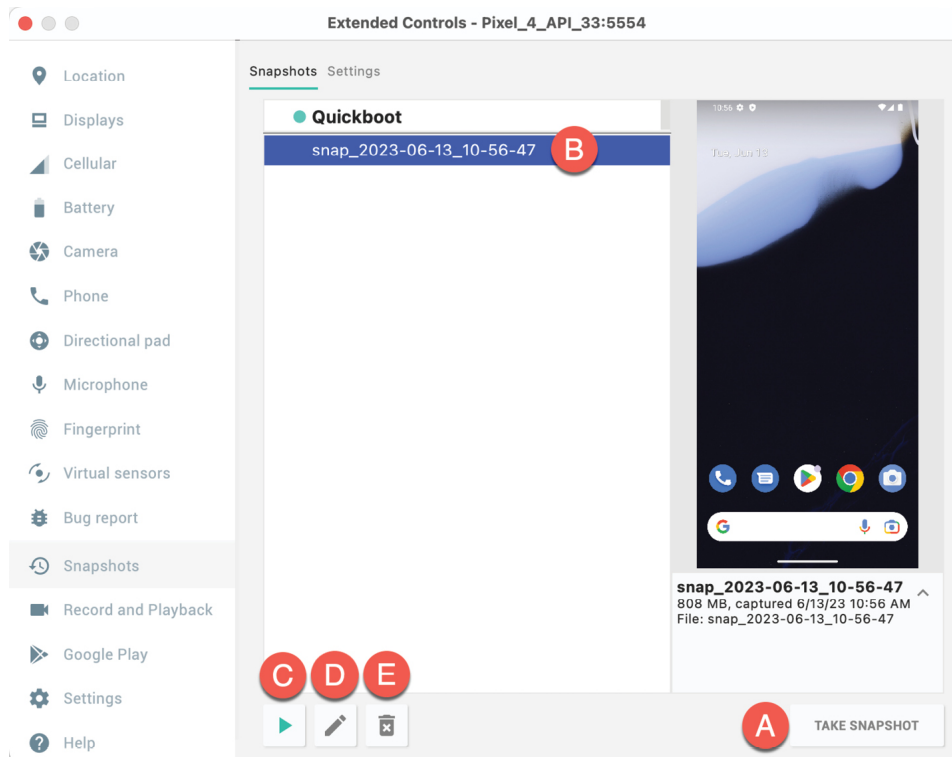 Extended Controls - Pixel_4_API_33:5554
Location
Displays
Cellular
Battery
Camera
Phone
Directional pad
Microphone
Fingerprint
Virtual sensors
Bug report
Snapshots
Record and Playback
Google Play
Settings
Help
Snapshots Settings
Quickboot
snap_2023-06-13_10-56-47 B
10:56
Tue, Jun 13
G
snap_2023-06-13_10-56-47
808 MB, captured 6/13/23 10:56 AM
File: snap_2023-06-13_10-56-47
C D E
A TAKE SNAPSHOT